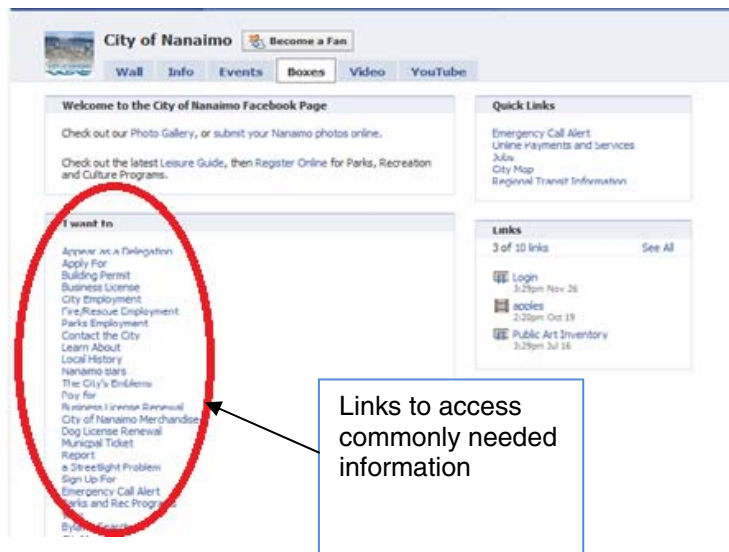 City of Nanaimo
Become a Fan
Wall Info Events Boxes Video YouTube
Welcome to the City of Nanaimo Facebook Page
Check out our Photo Gallery, or submit your Nanaimo photos online.
Check out the latest Leisure Guide, then Register Online for Parks, Recreation
and Culture Programs.
I want to
Appear as a Delegation
Apply For
Building Permit
Business License
City Employment
Fire/Rescue Employment
Parks Employment
Contact the City
Learn About
Local History
Nanaimo Bars
The City's Emblems
Pay for
Business License Renewal
City of Nanaimo Merchandise
Dog License Renewal
Municpal Ticket
Report
a Streetlight Problem
Sign Up For
Emergency Call Alert
Parks and Rec Programs
Quick Links
Emergency Call Alert
Online Payments and Services
Jobs
City Map
Regional Transit Information
Links
3 of 10 links See All
Login
3:29pm Nov 26
apples
2:20pm Oct 19
Public Art Inventory
3:29pm Jul 16
Links to access
commonly needed
information